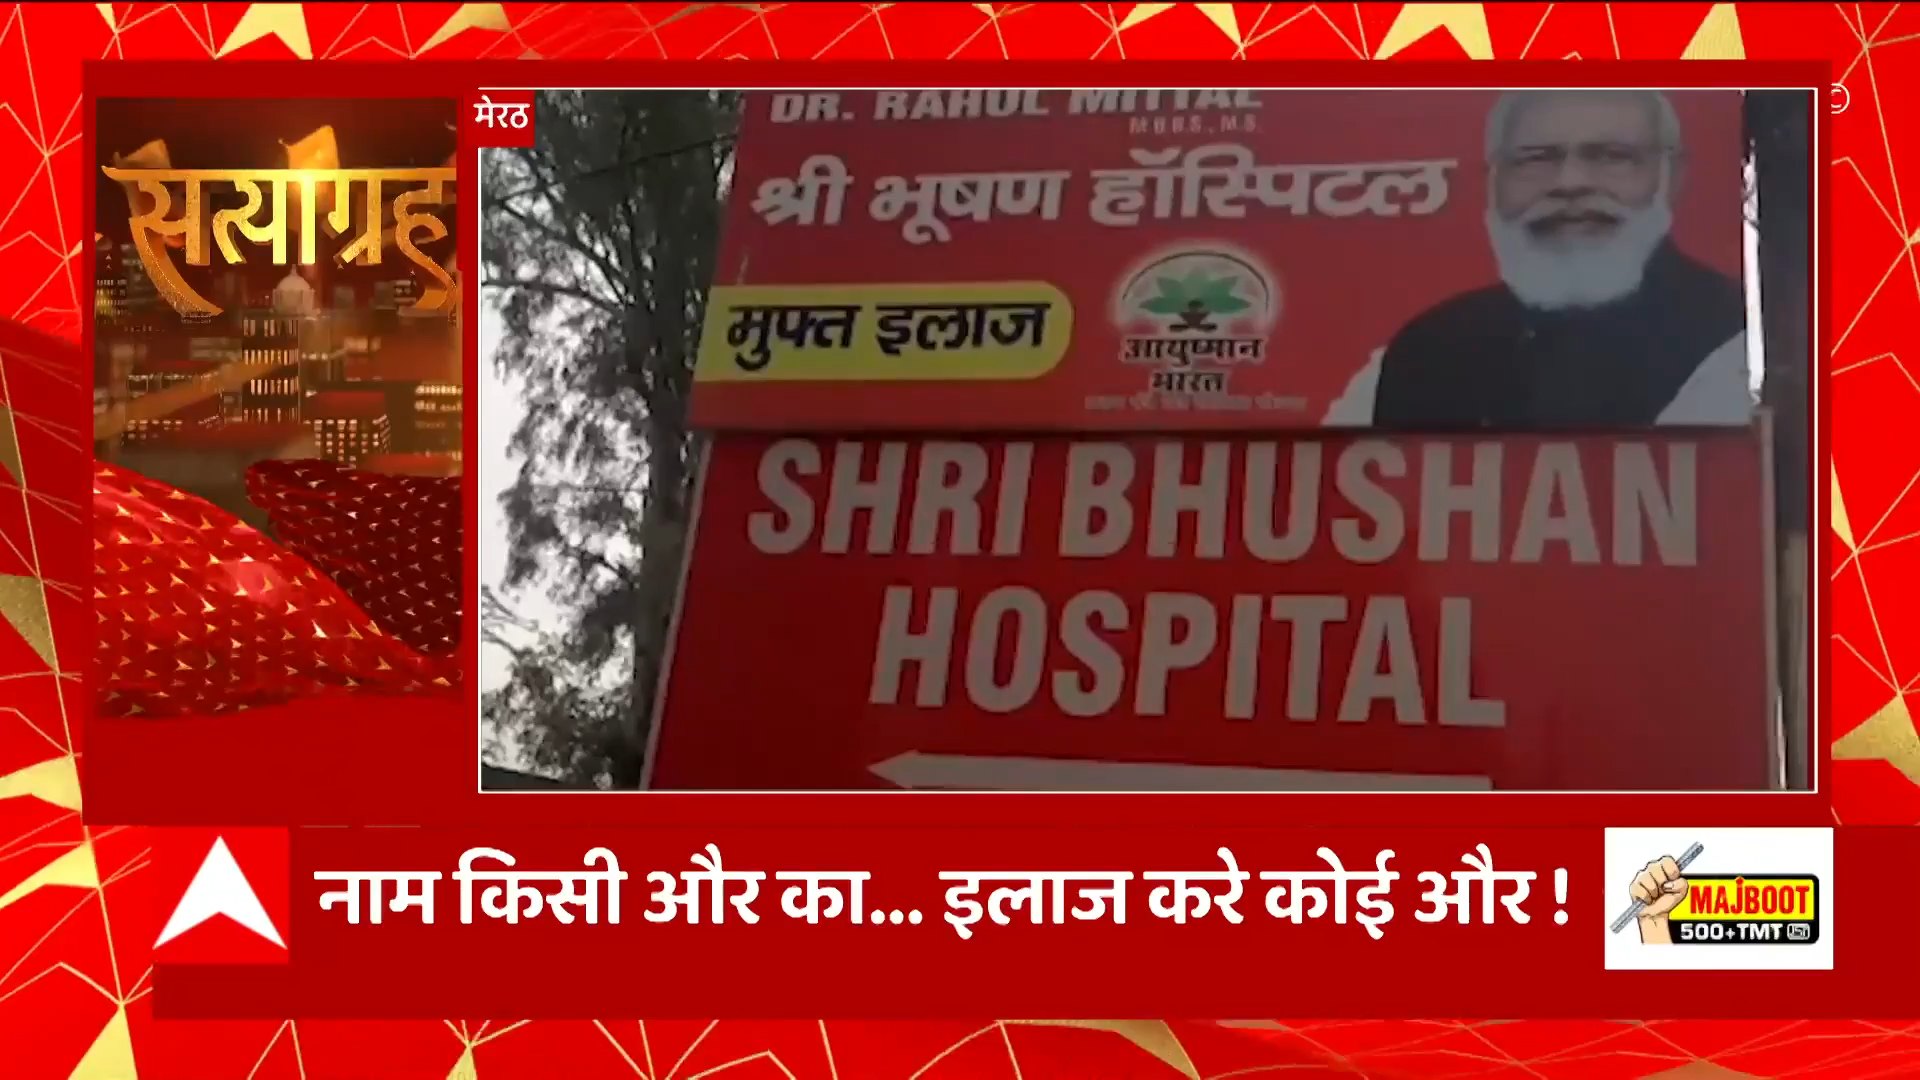 सत्याग्रह
मेरठ
©
DR. RAHUL MITTAL
M.B.B.S., M.S.
श्री भूषण हॉस्पिटल
मुफ्त इलाज
आयुष्मान
भारत
SHRI BHUSHAN
HOSPITAL
नाम किसी और का... इलाज करे कोई और !
MAJBOOT
500+TMT